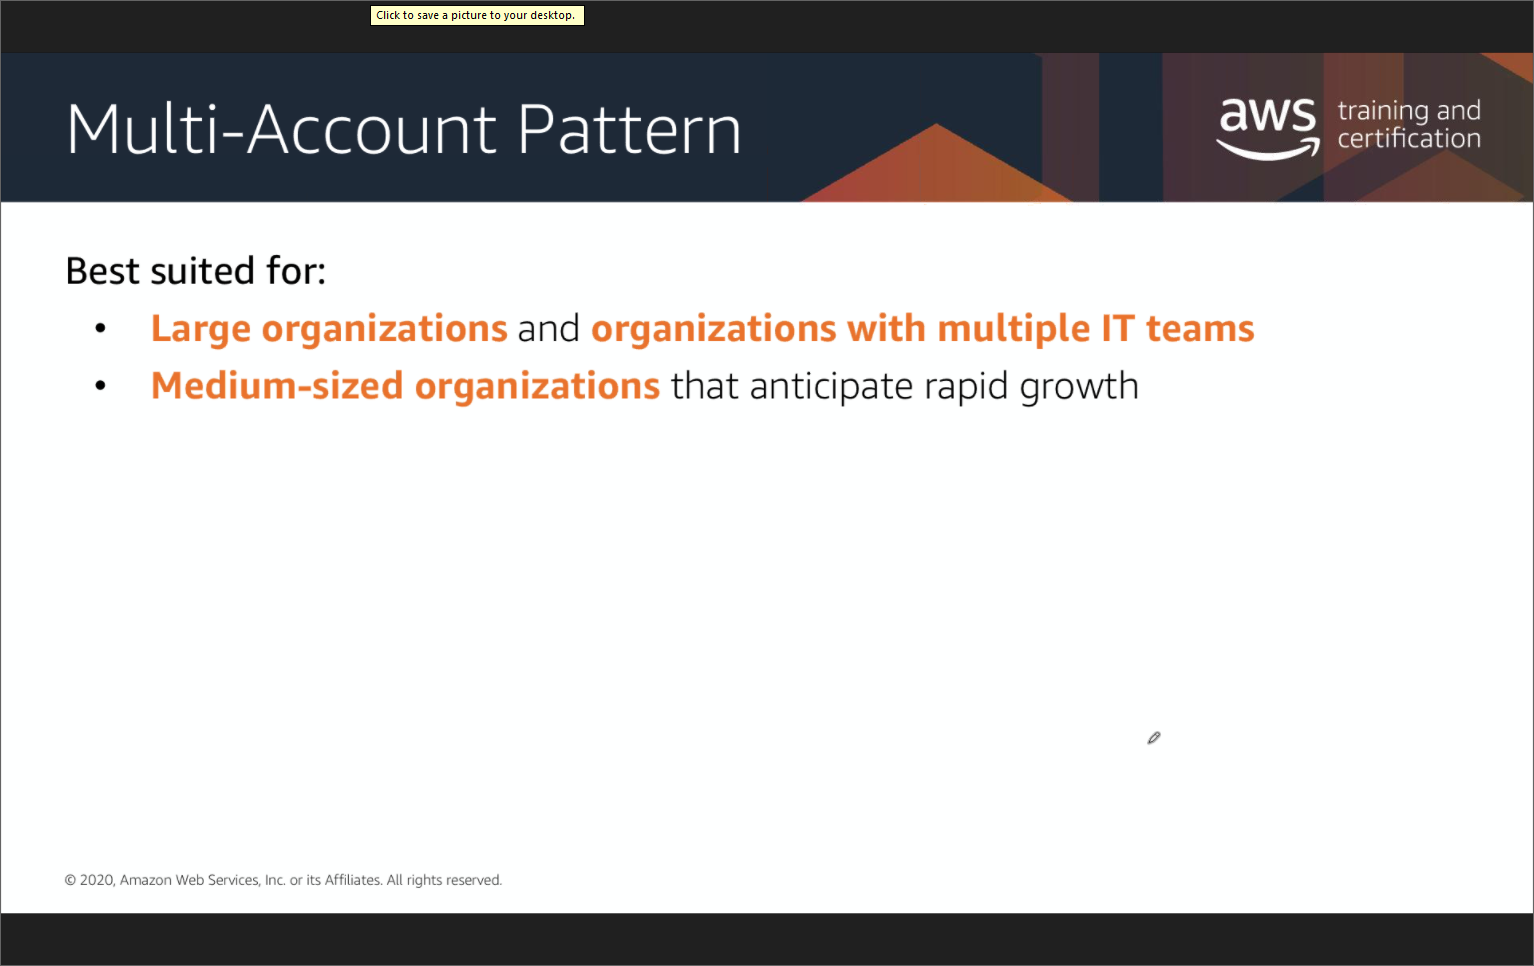 Click to save a picture to your desktop.
Multi-Account Pattern
aws training and
certification
Best suited for:
• Large organizations and organizations with multiple IT teams
• Medium-sized organizations that anticipate rapid growth
© 2020, Amazon Web Services, Inc. or its Affiliates. All rights reserved.